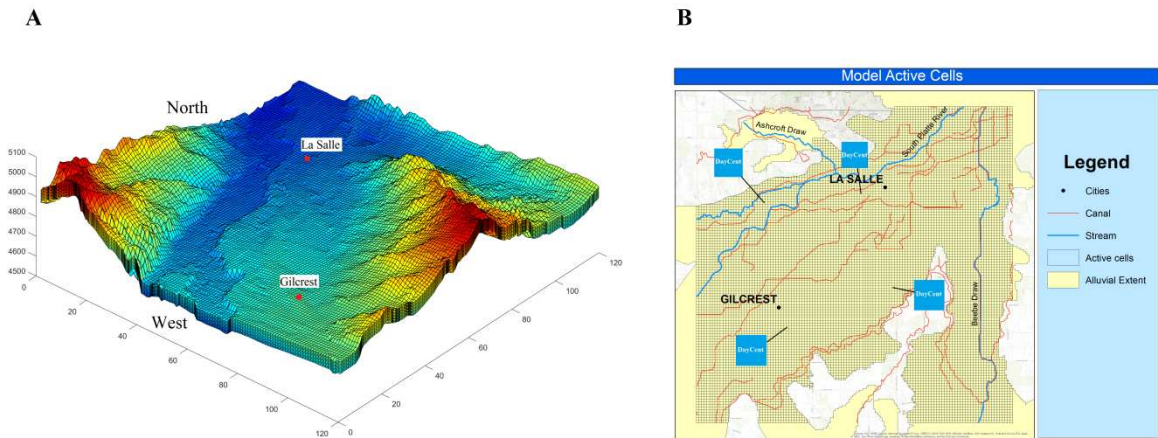 A
North
La Salle
5100
5000
4900
4800
4700
4600
4500
0
20
40
60
80
100
120
Gilcrest
West
0
20
40
60
80
100
120
B
Model Active Cells
Ashcroft Draw
South Platte River
DayCent
DayCent
LA SALLE
DayCent
GILCREST
DayCent
Beebe Draw
Legend
Cities
Canal
Stream
Active cells
Alluvial Extent